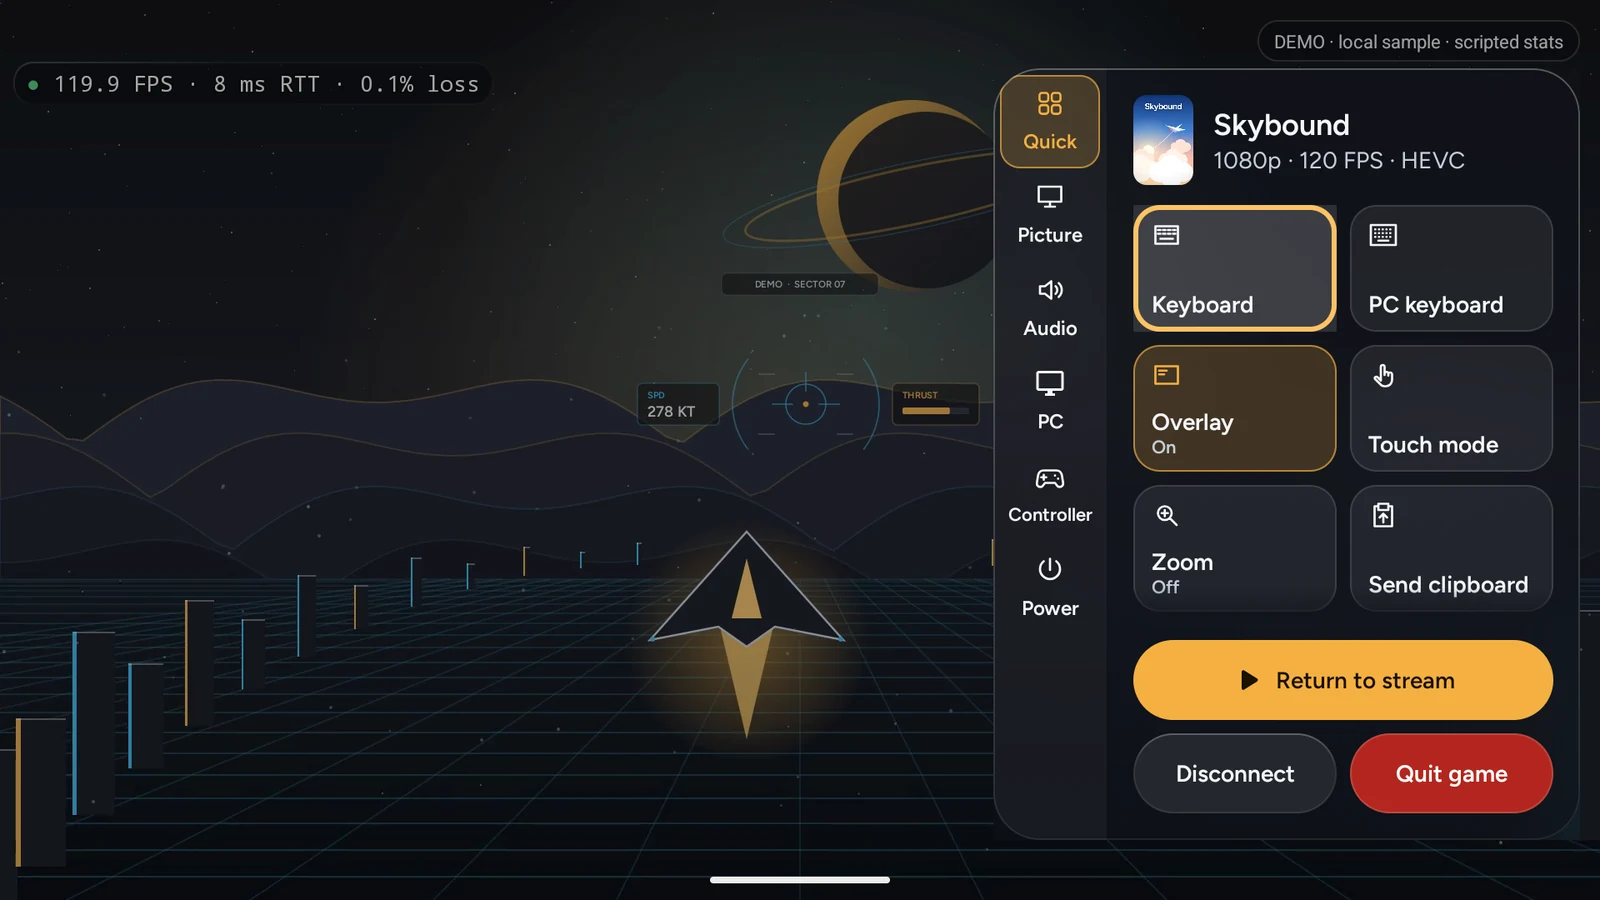 DEMO · local sample · scripted stats
119.9 FPS · 8 ms RTT · 0.1% loss
Quick
Picture
Audio
PC
Controller
Power
Skybound
Skybound
1080p · 120 FPS · HEVC
Keyboard
PC keyboard
Overlay
On
Touch mode
Zoom
Off
Send clipboard
Return to stream
Disconnect
Quit game
DEMO · SECTOR 07
SPD
278 KT
THRUST